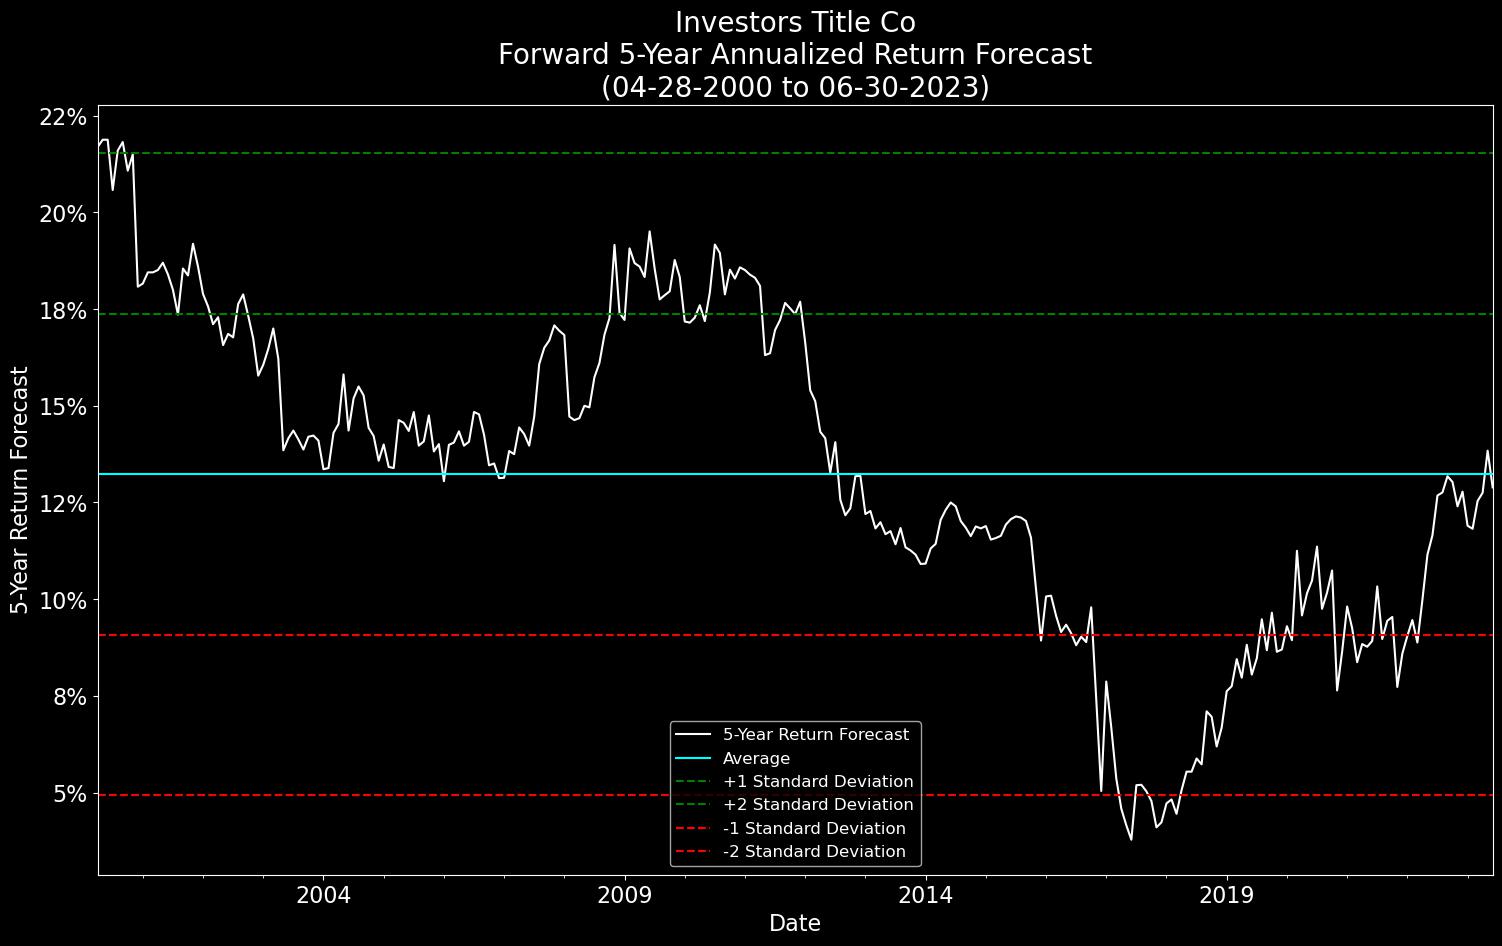 Investors Title Co
Forward 5-Year Annualized Return Forecast
(04-28-2000 to 06-30-2023)
22%
20%
18%
15%
12%
10%
8%
5%
5-Year Return Forecast
5-Year Return Forecast
Average
+1 Standard Deviation
+2 Standard Deviation
-1 Standard Deviation
-2 Standard Deviation
2004 2009 2014 2019
Date